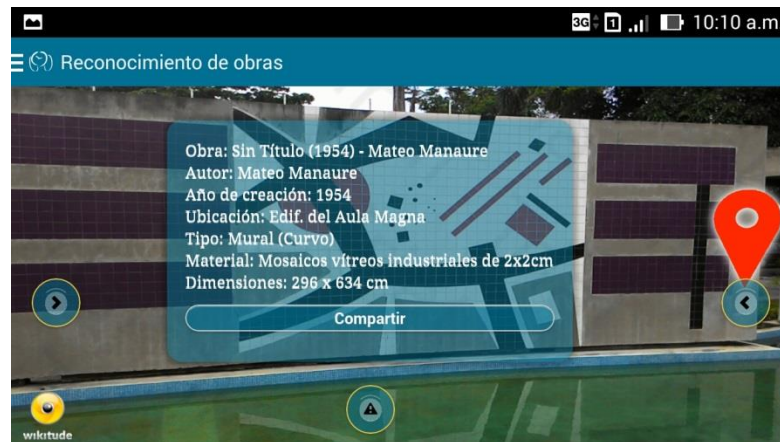 3G 1 10:10 a.m
Reconocimiento de obras
Obra: Sin Título (1954) - Mateo Manaure
Autor: Mateo Manaure
Año de creación: 1954
Ubicación: Edif. del Aula Magna
Tipo: Mural (Curvo)
Material: Mosaicos vítreos industriales de 2x2cm
Dimensiones: 296 x 634 cm
Compartir
wikitude